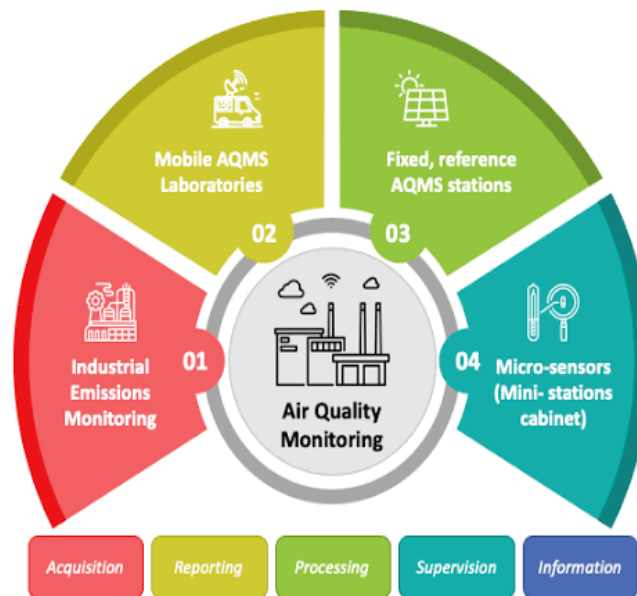 Mobile AQMS
Laboratories
02
Fixed, reference
AQMS stations
03
Industrial
Emissions
Monitoring
01
Air Quality
Monitoring
04
Micro-sensors
(Mini- stations
cabinet)
Acquisition
Reporting
Processing
Supervision
Information